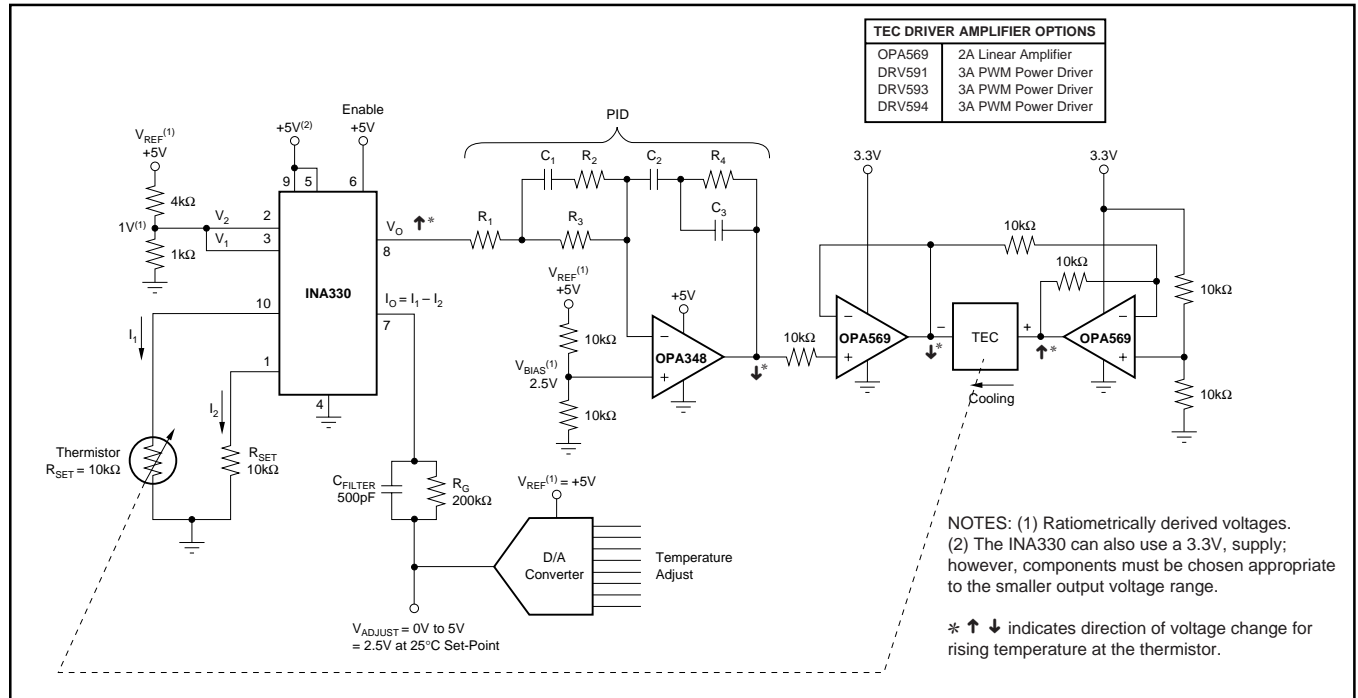 TEC DRIVER AMPLIFIER OPTIONS
OPA569 2A Linear Amplifier
DRV591 3A PWM Power Driver
DRV593 3A PWM Power Driver
DRV594 3A PWM Power Driver
Enable
+5V
+5V(2)
VREF(1)
+5V
9
5
6
4kΩ
1V(1)
1kΩ
V2
V1
2
3
INA330
10
1
4
8
7
VO ↑*
IO = I1 – I2
I1
I2
Thermistor
RSET = 10kΩ
RSET
10kΩ
PID
C1
R2
C2
R4
C3
R1
R3
VREF(1)
+5V
10kΩ
VBIAS(1)
2.5V
10kΩ
+5V
–
+
OPA348
↓*
10kΩ
3.3V
3.3V
10kΩ
10kΩ
10kΩ
10kΩ
–
+
OPA569
↓*
–
TEC
+
↑*
–
+
OPA569
Cooling
CFILTER
500pF
RG
200kΩ
VREF(1) = +5V
D/A
Converter
Temperature
Adjust
VADJUST = 0V to 5V
= 2.5V at 25°C Set-Point
NOTES: (1) Ratiometrically derived voltages.
(2) The INA330 can also use a 3.3V, supply;
however, components must be chosen appropriate
to the smaller output voltage range.
* ↑ ↓ indicates direction of voltage change for
rising temperature at the thermistor.